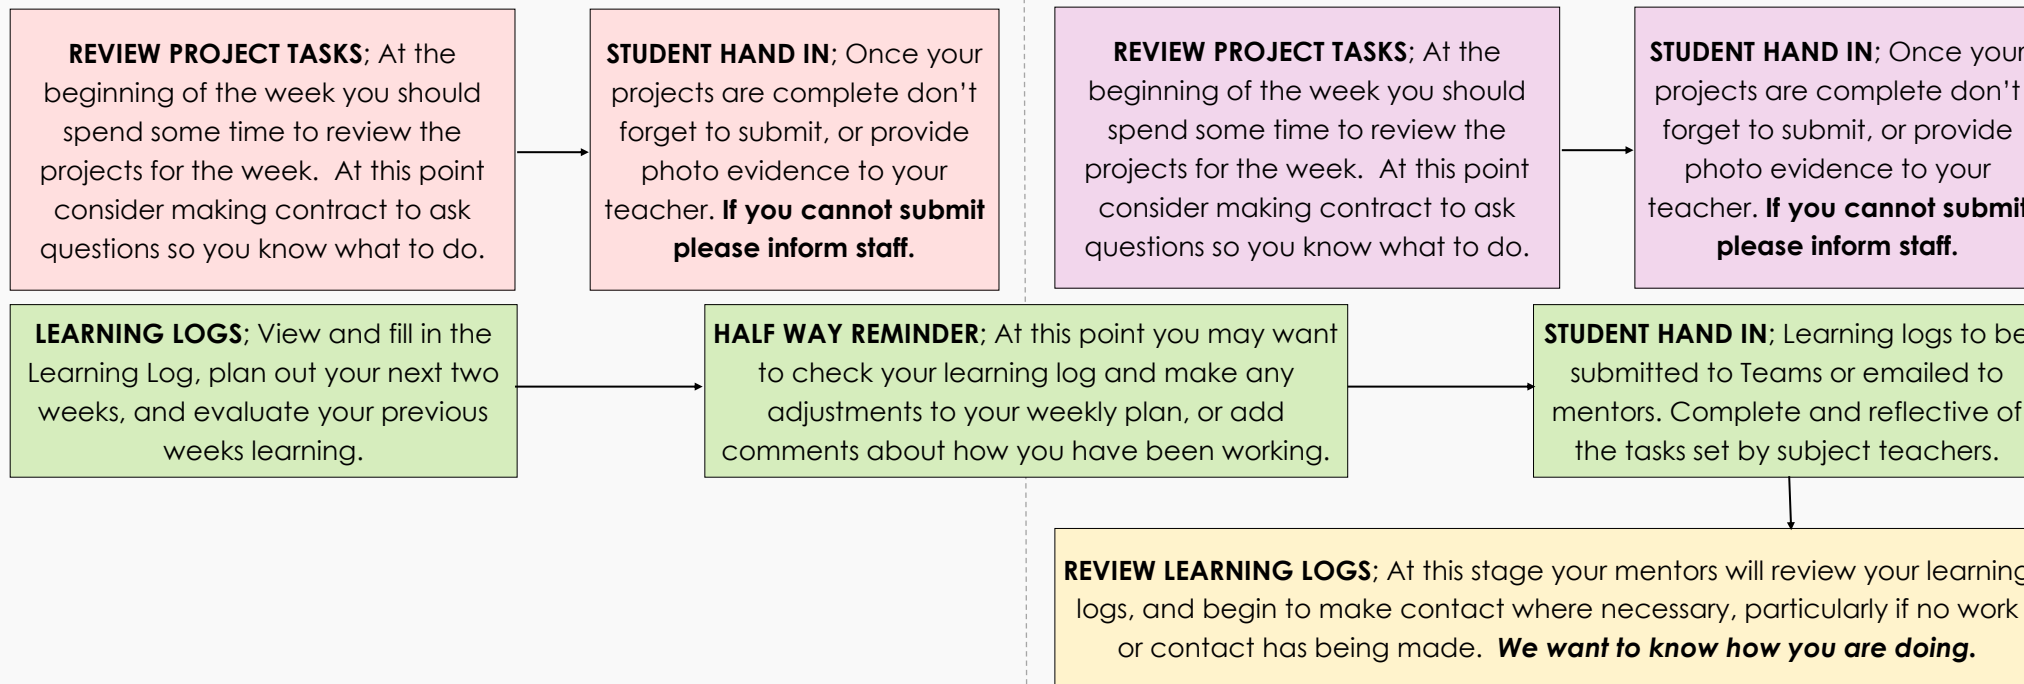 REVIEW PROJECT TASKS; At the
beginning of the week you should
spend some time to review the
projects for the week.  At this point
consider making contract to ask
questions so you know what to do.
STUDENT HAND IN; Once your
projects are complete don’t
forget to submit, or provide
photo evidence to your
teacher. If you cannot submit
please inform staff.
REVIEW PROJECT TASKS; At the
beginning of the week you should
spend some time to review the
projects for the week.  At this point
consider making contract to ask
questions so you know what to do.
STUDENT HAND IN; Once your
projects are complete don’t
forget to submit, or provide
photo evidence to your
teacher. If you cannot submit
please inform staff.
LEARNING LOGS; View and fill in the
Learning Log, plan out your next two
weeks, and evaluate your previous
weeks learning.
HALF WAY REMINDER; At this point you may want
to check your learning log and make any
adjustments to your weekly plan, or add
comments about how you have been working.
STUDENT HAND IN; Learning logs to be
submitted to Teams or emailed to
mentors. Complete and reflective of
the tasks set by subject teachers.
REVIEW LEARNING LOGS; At this stage your mentors will review your learning
logs, and begin to make contact where necessary, particularly if no work
or contact has being made.  We want to know how you are doing.